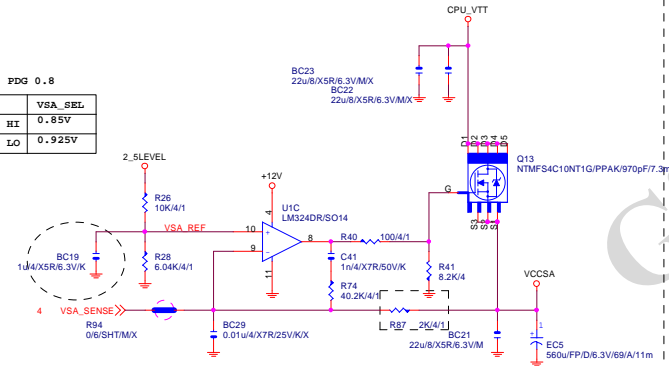 CPU_VTT
BC23
22u/8/X5R/6.3V/M/X
BC22
22u/8/X5R/6.3V/M/X
PDG 0.8
VSA_SEL
HI 0.85V
LO 0.925V
2_5LEVEL
+12V
D1 D2 D3 D4 D5
Q13
NTMFS4C10NT1G/PPAK/970pF/7.3m
G
S3 S2 S1
R26
10K/4/1
U1C
LM324DR/SO14
4
VSA_REF
10
+
9
-
8
11
R40
100/4/1
BC19
1u/4/X5R/6.3V/K
R28
6.04K/4/1
C41
1n/4/X7R/50V/K
R41
8.2K/4
R74
40.2K/4/1
VCCSA
4
VSA_SENSE
R94
0/6/SHT/M/X
BC29
0.01u/4/X7R/25V/K/X
R87
2K/4/1
BC21
22u/8/X5R/6.3V/M
1
+
EC5
560u/FP/D/6.3V/69/A/11m
C